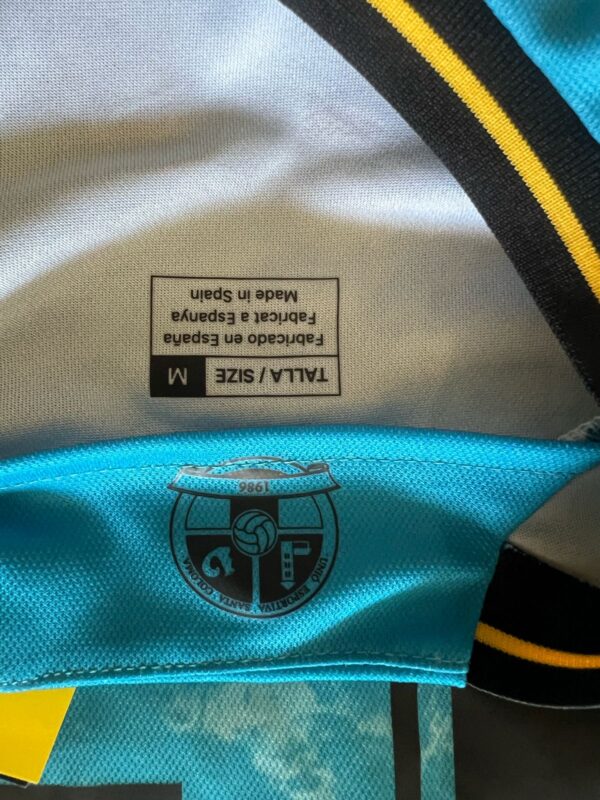 TALLA / SIZE M
Fabricado en España
Fabricat a Espanya
Made in Spain
1986
UNIÓ ESPORTIVA SANTA COLOMA